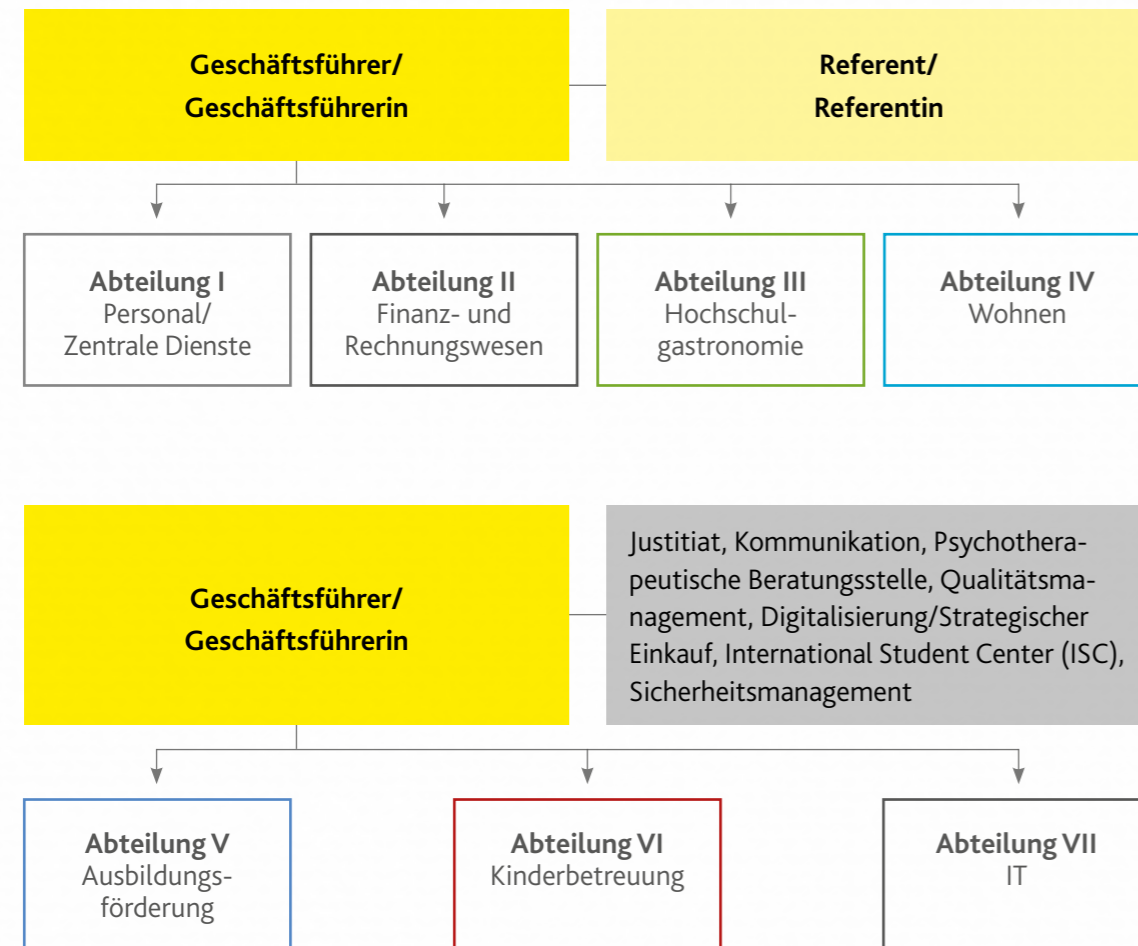 Geschäftsführer/
Geschäftsführerin
Referent/
Referentin
Abteilung I
Personal/
Zentrale Dienste
Abteilung II
Finanz- und
Rechnungswesen
Abteilung III
Hochschul-
gastronomie
Abteilung IV
Wohnen
Geschäftsführer/
Geschäftsführerin
Justitiat, Kommunikation, Psychothera-
peutische Beratungsstelle, Qualitätsma-
nagement, Digitalisierung/Strategischer
Einkauf, International Student Center (ISC),
Sicherheitsmanagement
Abteilung V
Ausbildungs-
förderung
Abteilung VI
Kinderbetreuung
Abteilung VII
IT